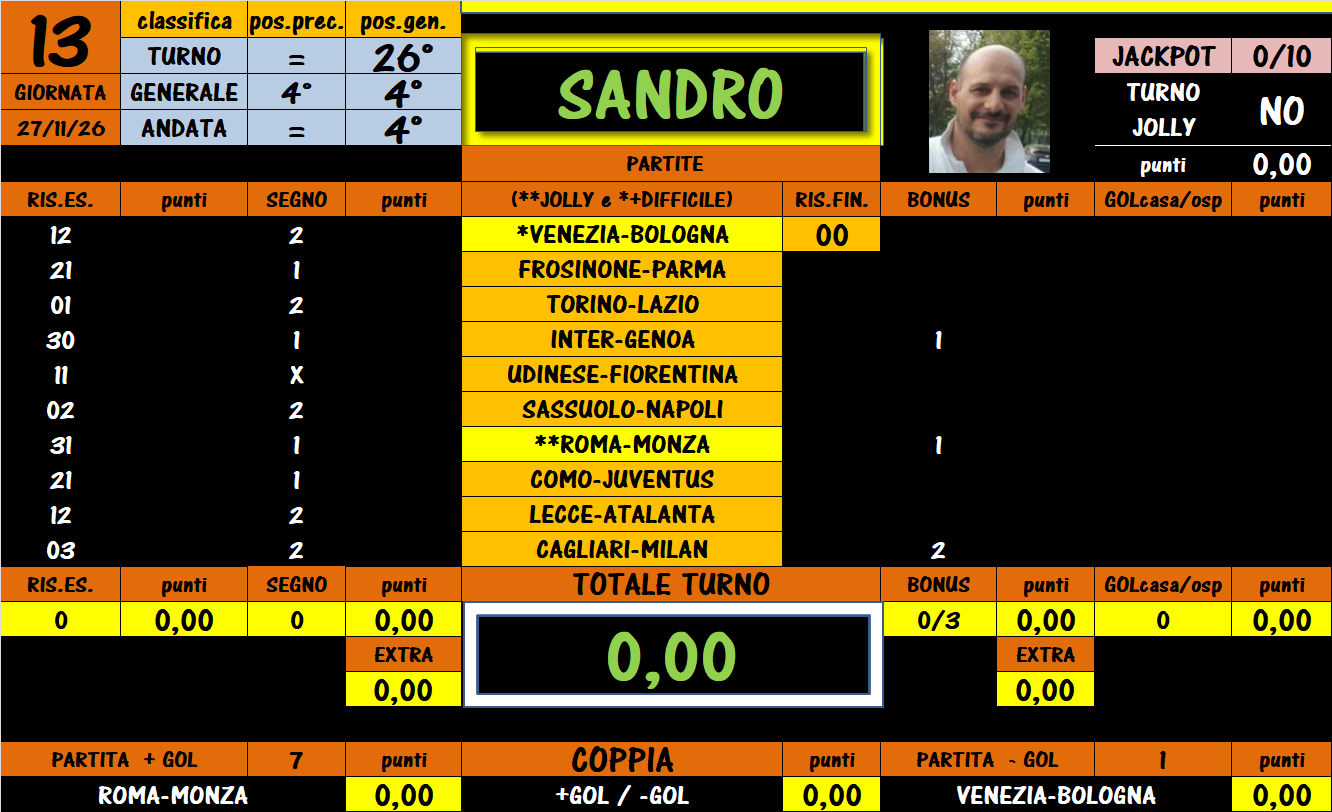 13 classifica pos.prec. pos.gen.
TURNO = 26°
GIORNATA GENERALE 4° 4°
27/11/26 ANDATA = 4°
SANDRO
JACKPOT 0/10
TURNO
JOLLY NO
punti 0,00
PARTITE
RIS.ES. punti SEGNO punti (**JOLLY e *+DIFFICILE) RIS.FIN. BONUS punti GOLcasa/osp punti
12 2 *VENEZIA-BOLOGNA 00
21 1 FROSINONE-PARMA
01 2 TORINO-LAZIO
30 1 INTER-GENOA 1
11 X UDINESE-FIORENTINA
02 2 SASSUOLO-NAPOLI
31 1 **ROMA-MONZA 1
21 1 COMO-JUVENTUS
12 2 LECCE-ATALANTA
03 2 CAGLIARI-MILAN 2
RIS.ES. punti SEGNO punti TOTALE TURNO BONUS punti GOLcasa/osp punti
0 0,00 0 0,00 0/3 0,00 0 0,00
0,00
EXTRA EXTRA
0,00 0,00
PARTITA + GOL 7 punti COPPIA punti PARTITA - GOL 1 punti
ROMA-MONZA 0,00 +GOL / -GOL 0,00 VENEZIA-BOLOGNA 0,00